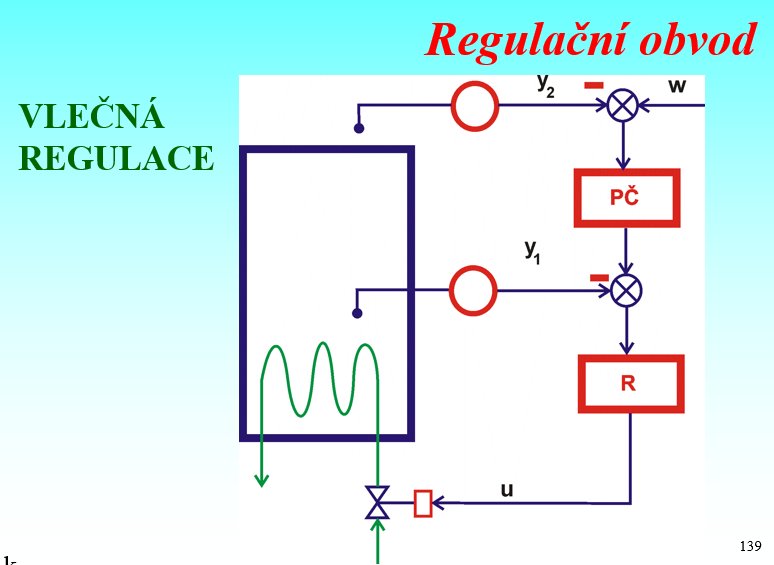 Regulační obvod
VLEČNÁ
REGULACE
y2
w
PČ
y1
R
u
139